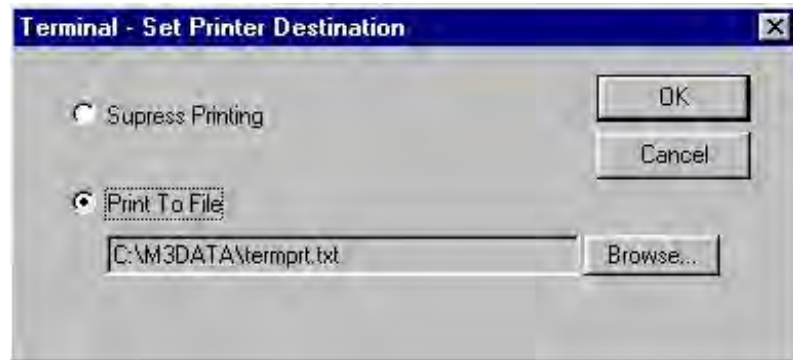 Terminal - Set Printer Destination
Supress Printing
OK
Cancel
Print To File
C:\M3DATA\termprt.txt
Browse...